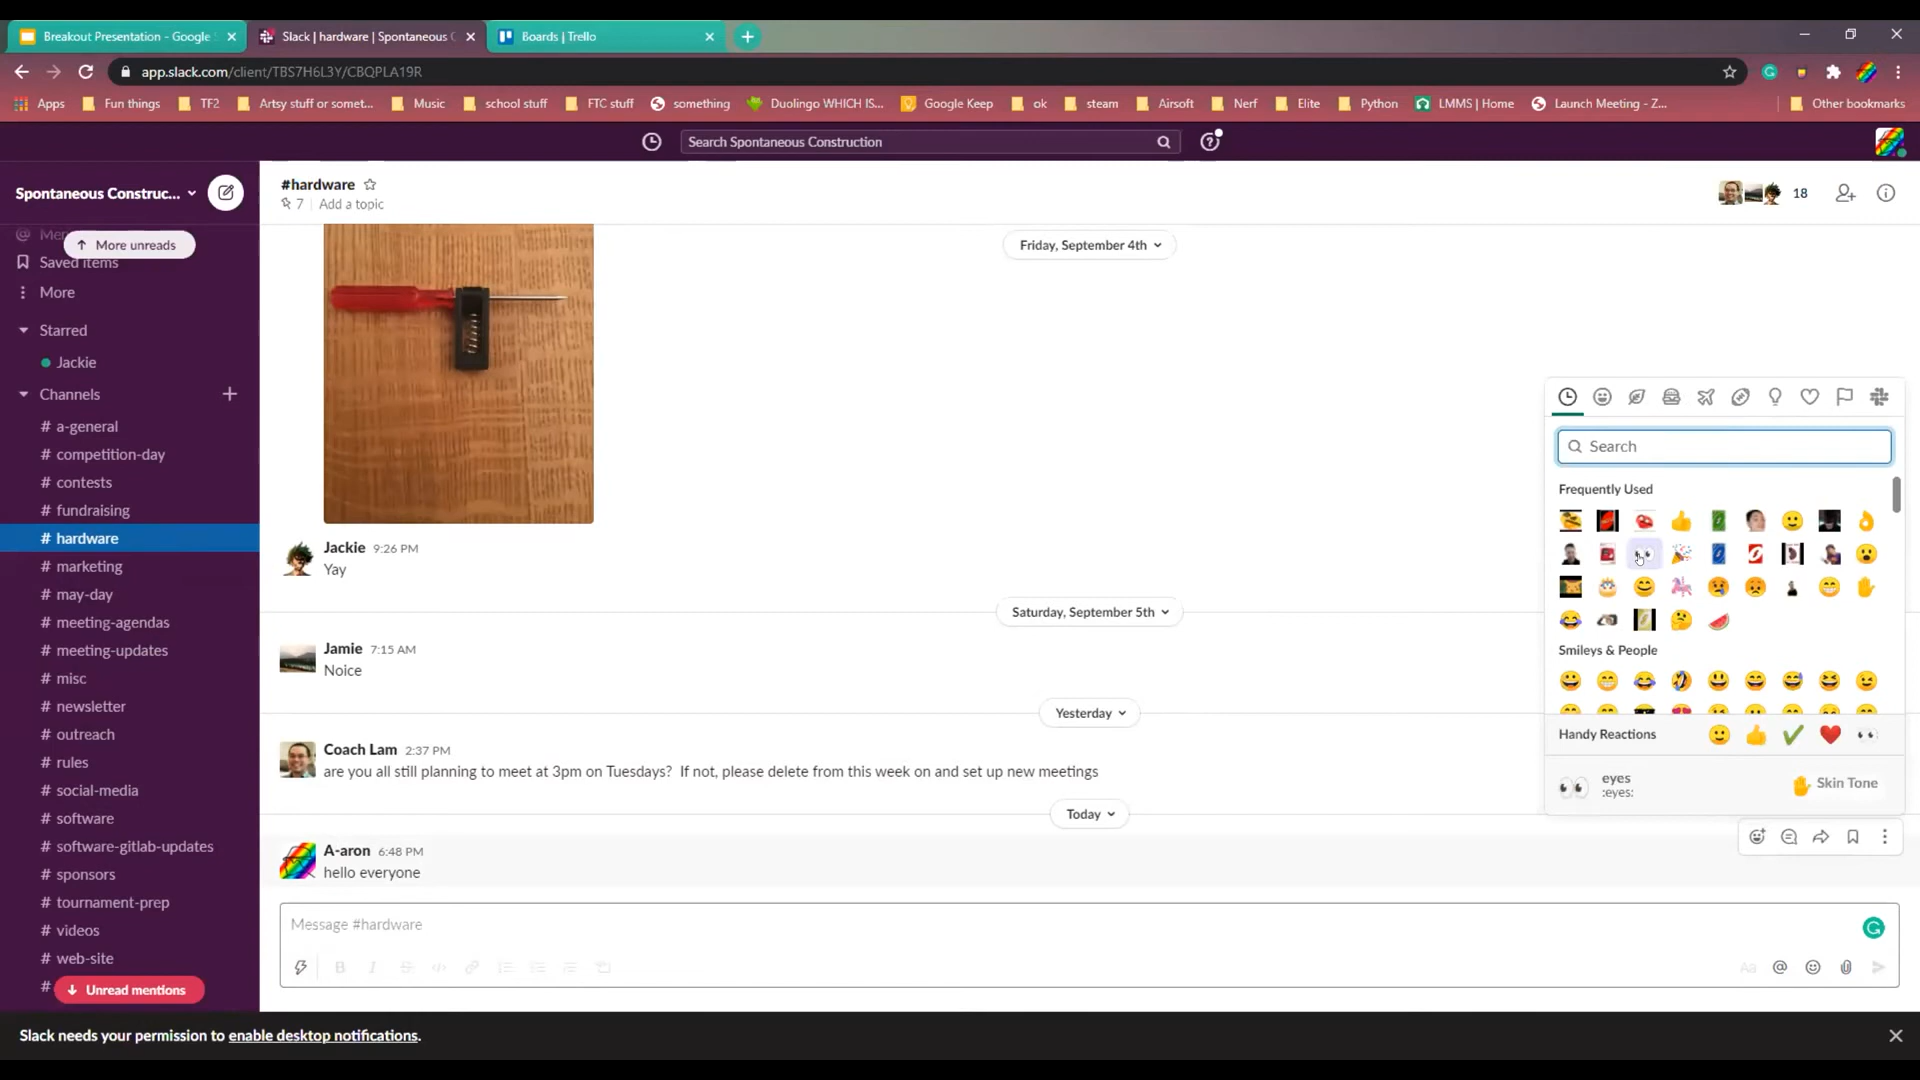 Breakout Presentation - Google S
Slack | hardware | Spontaneous C
Boards | Trello
app.slack.com/client/TBS7H6L3Y/CBQPLA19R
Apps
Fun things
TF2
Artsy stuff or somet...
Music
school stuff
FTC stuff
something
Duolingo WHICH IS...
Google Keep
ok
steam
Airsoft
Nerf
Elite
Python
LMMS | Home
Launch Meeting - Z...
Other bookmarks
Search Spontaneous Construction
Spontaneous Construc...
More unreads
Saved items
More
Starred
Jackie
Channels
# a-general
# competition-day
# contests
# fundraising
# hardware
# marketing
# may-day
# meeting-agendas
# meeting-updates
# misc
# newsletter
# outreach
# rules
# social-media
# software
# software-gitlab-updates
# sponsors
# tournament-prep
# videos
# web-site
#
Unread mentions
#hardware
7 | Add a topic
18
Friday, September 4th
Jackie 9:26 PM
Yay
Saturday, September 5th
Jamie 7:15 AM
Noice
Yesterday
Coach Lam 2:37 PM
are you all still planning to meet at 3pm on Tuesdays? If not, please delete from this week on and set up new meetings
Today
A-aron 6:48 PM
hello everyone
Message #hardware
Aa
Search
Frequently Used
Smileys & People
Handy Reactions
eyes
:eyes:
Skin Tone
Slack needs your permission to enable desktop notifications.